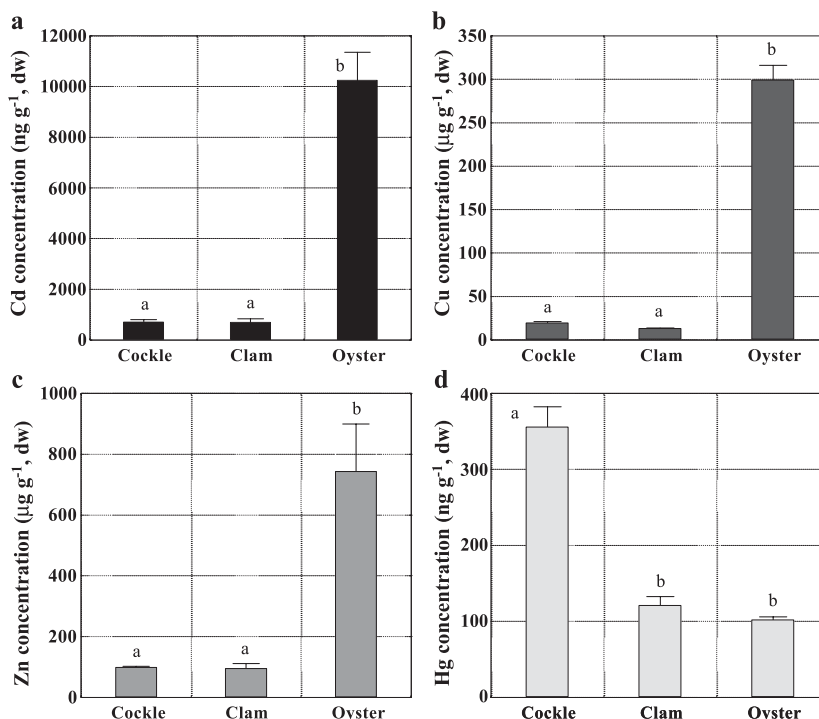 a
Cd concentration (ng g-1, dw)
12000
10000
8000
6000
4000
2000
0
a
a
b
Cockle Clam Oyster
b
Cu concentration (µg g-1, dw)
350
300
250
200
150
100
50
0
a
a
b
Cockle Clam Oyster
c
Zn concentration (µg g-1, dw)
1000
800
600
400
200
0
a
a
b
Cockle Clam Oyster
d
Hg concentration (ng g-1, dw)
400
300
200
100
0
a
b
b
Cockle Clam Oyster